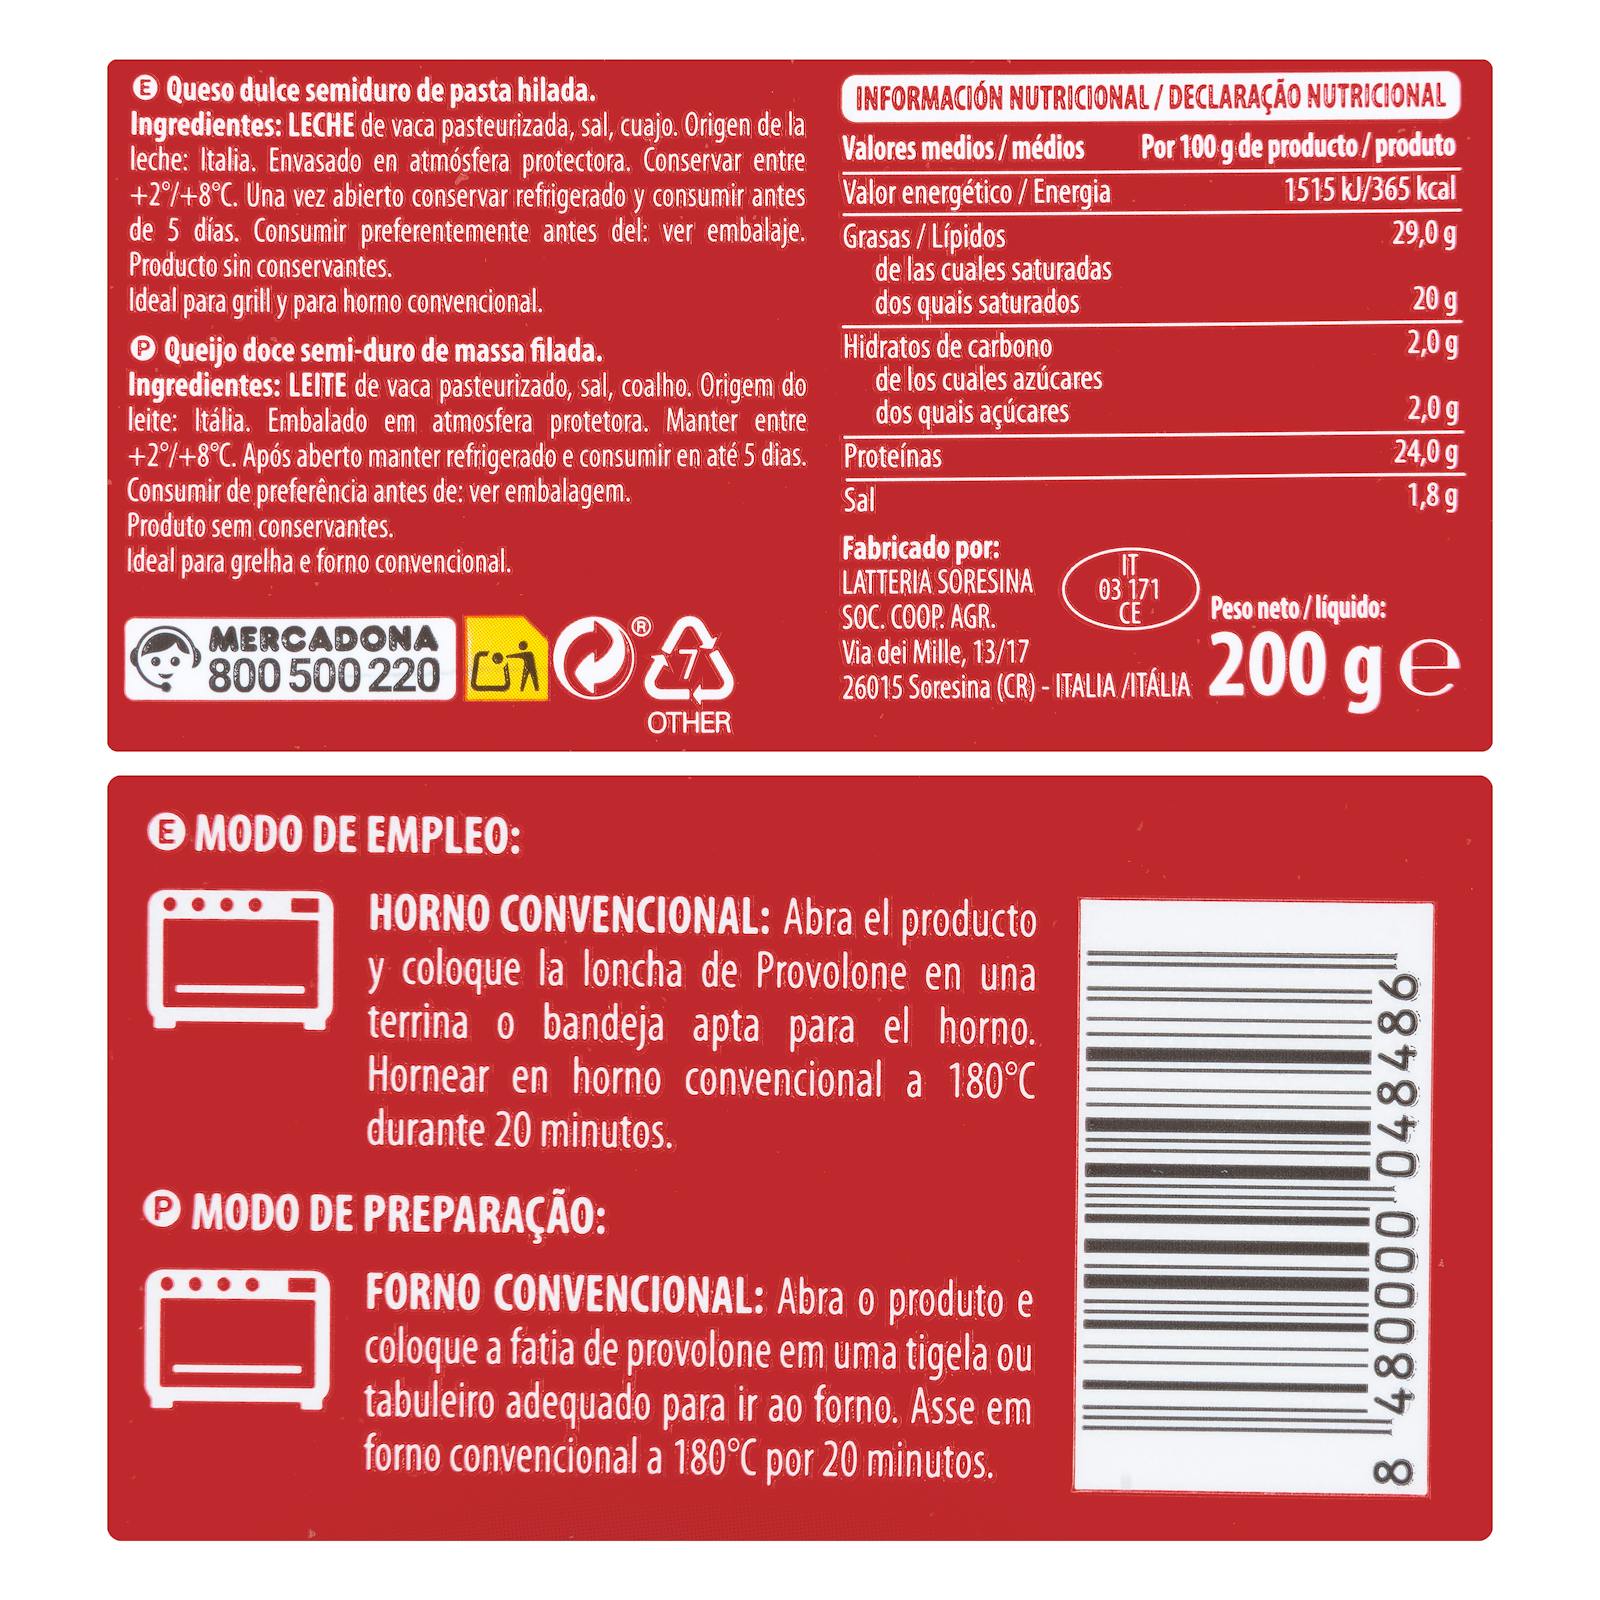 E Queso dulce semiduro de pasta hilada.
Ingredientes: LECHE de vaca pasteurizada, sal, cuajo. Origen de la
leche: Italia. Envasado en atmósfera protectora. Conservar entre
+2°/+8°C. Una vez abierto conservar refrigerado y consumir antes
de 5 días. Consumir preferentemente antes del: ver embalaje.
Producto sin conservantes.
Ideal para grill y para horno convencional.
P Queijo doce semi-duro de massa filada.
Ingredientes: LEITE de vaca pasteurizado, sal, coalho. Origem do
leite: Itália. Embalado em atmosfera protetora. Manter entre
+2°/+8°C. Após aberto manter refrigerado e consumir en até 5 dias.
Consumir de preferência antes de: ver embalagem.
Produto sem conservantes.
Ideal para grelha e forno convencional.
MERCADONA
800 500 220
®
7
OTHER
INFORMACIÓN NUTRICIONAL / DECLARAÇÃO NUTRICIONAL
Valores medios / médios Por 100 g de producto / produto
Valor energético / Energia 1515 kJ/365 kcal
Grasas / Lípidos 29,0 g
de las cuales saturadas
dos quais saturados 20 g
Hidratos de carbono 2,0 g
de los cuales azúcares
dos quais açúcares 2,0 g
Proteínas 24,0 g
Sal 1,8 g
Fabricado por:
LATTERIA SORESINA
SOC. COOP. AGR.
Via dei Mille, 13/17
26015 Soresina (CR) - ITALIA /ITÁLIA
IT
03 171
CE
Peso neto / líquido:
200 g e
E MODO DE EMPLEO:
HORNO CONVENCIONAL: Abra el producto
y coloque la loncha de Provolone en una
terrina o bandeja apta para el horno.
Hornear en horno convencional a 180°C
durante 20 minutos.
P MODO DE PREPARAÇÃO:
FORNO CONVENCIONAL: Abra o produto e
coloque a fatia de provolone em uma tigela ou
tabuleiro adequado para ir ao forno. Asse em
forno convencional a 180°C por 20 minutos.
8 480000 048486